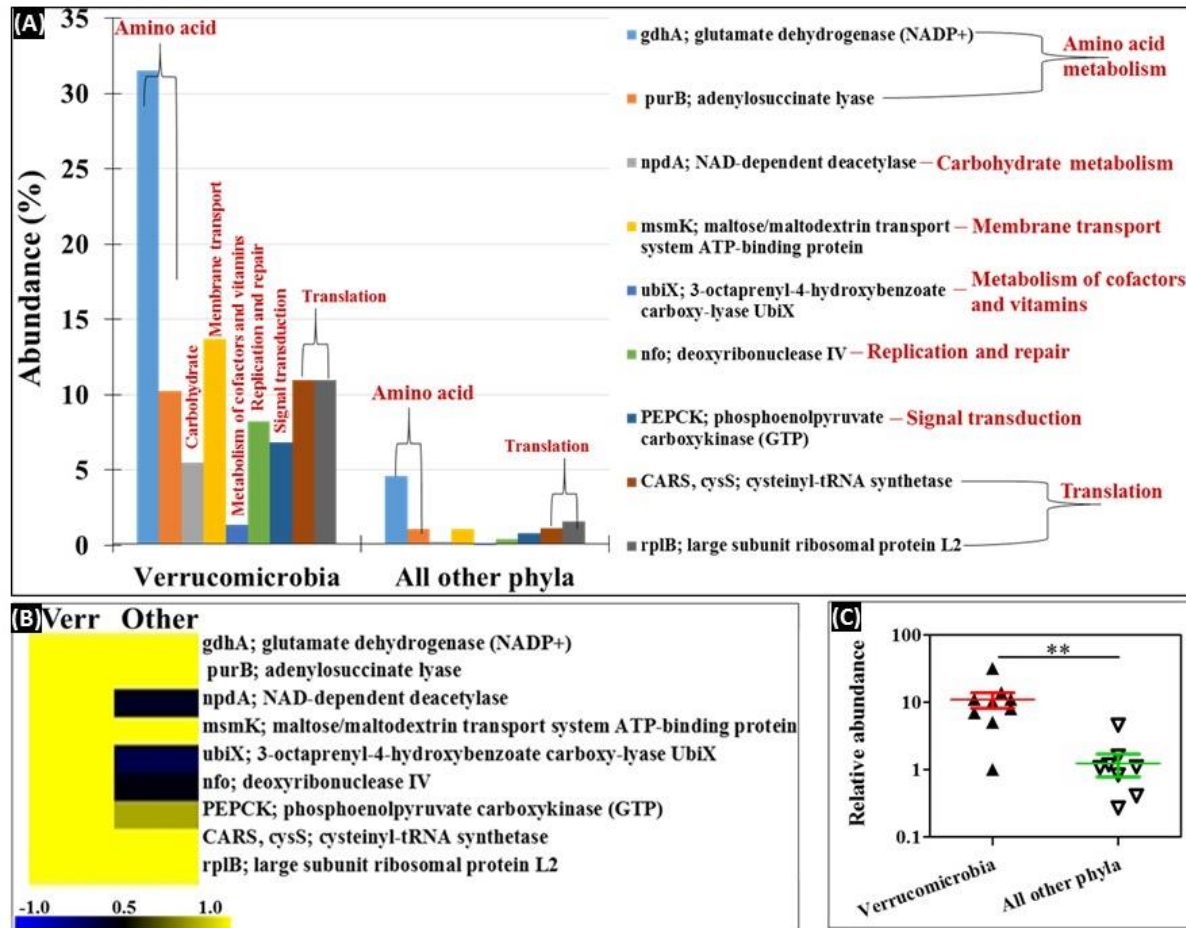 (A)
35
30
25
20
15
10
5
0
Abundance (%)
Amino acid
Carbohydrate
Membrane transport
Metabolism of cofactors and vitamins
Replication and repair
Signal transduction
Translation
Amino acid
Translation
Verrucomicrobia
All other phyla
gdhA; glutamate dehydrogenase (NADP+)
Amino acid
metabolism
purB; adenylosuccinate lyase
npdA; NAD-dependent deacetylase
Carbohydrate metabolism
msmK; maltose/maltodextrin transport
system ATP-binding protein
Membrane transport
ubiX; 3-octaprenyl-4-hydroxybenzoate
carboxy-lyase UbiX
Metabolism of cofactors
and vitamins
nfo; deoxyribonuclease IV
Replication and repair
PEPCK; phosphoenolpyruvate
carboxykinase (GTP)
Signal transduction
CARS, cysS; cysteinyl-tRNA synthetase
Translation
rplB; large subunit ribosomal protein L2
(B)
Verr Other
gdhA; glutamate dehydrogenase (NADP+)
purB; adenylosuccinate lyase
npdA; NAD-dependent deacetylase
msmK; maltose/maltodextrin transport system ATP-binding protein
ubiX; 3-octaprenyl-4-hydroxybenzoate carboxy-lyase UbiX
nfo; deoxyribonuclease IV
PEPCK; phosphoenolpyruvate carboxykinase (GTP)
CARS, cysS; cysteinyl-tRNA synthetase
rplB; large subunit ribosomal protein L2
-1.0 0.5 1.0
(C)
Relative abundance
100
10
1
0.1
**
Verrucomicrobia
All other phyla